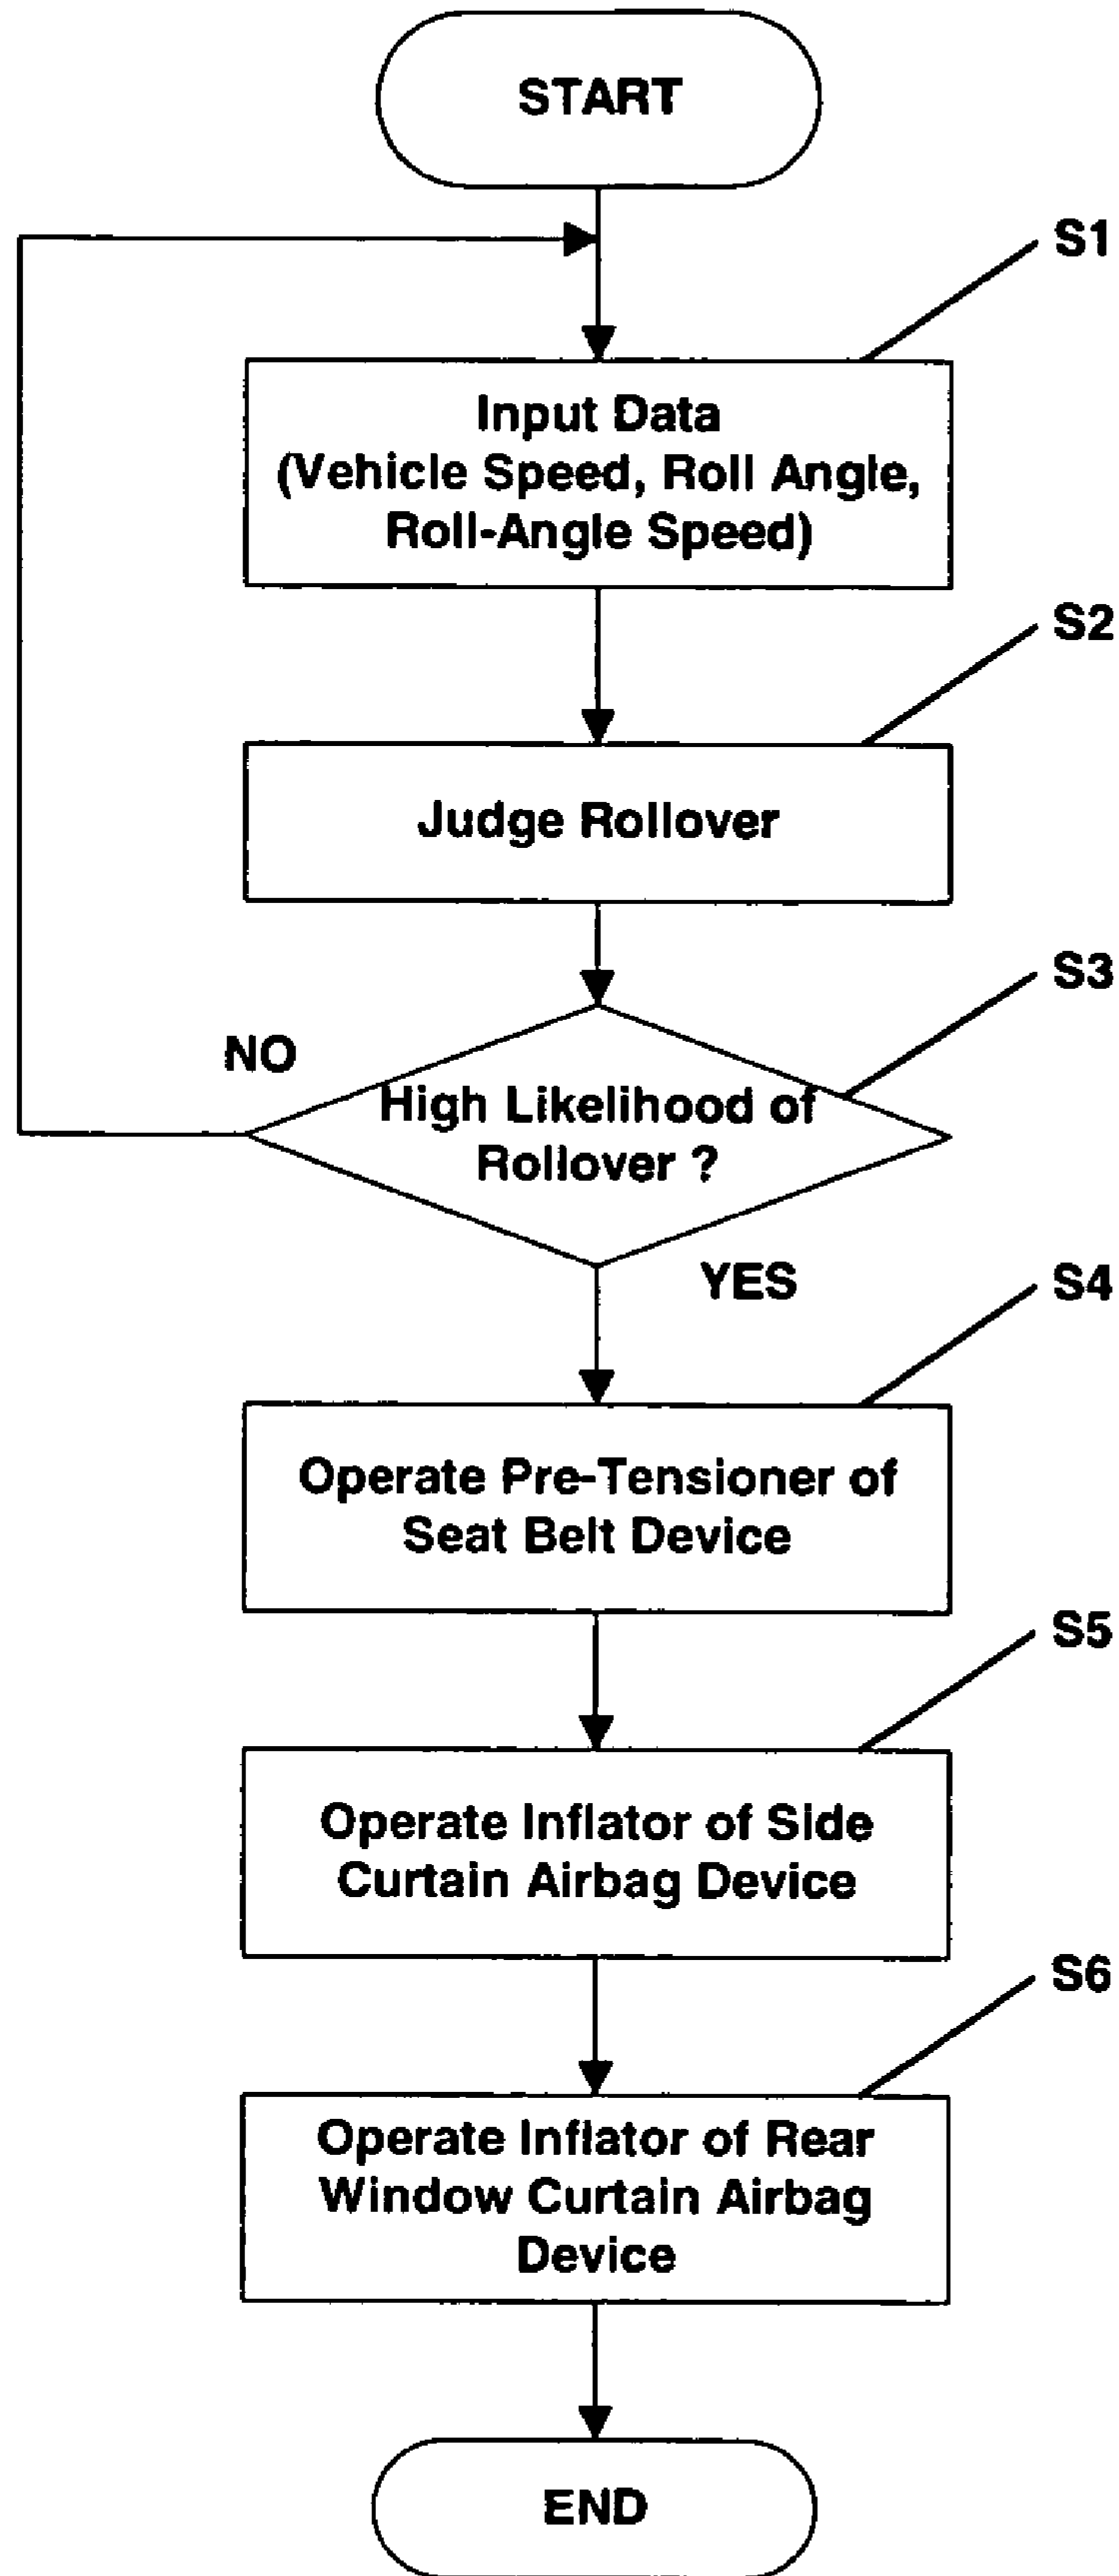 START
S1
Input Data
(Vehicle Speed, Roll Angle,
Roll-Angle Speed)
S2
Judge Rollover
S3
NO
High Likelihood of
Rollover ?
YES
S4
Operate Pre-Tensioner of
Seat Belt Device
S5
Operate Inflator of Side
Curtain Airbag Device
S6
Operate Inflator of Rear
Window Curtain Airbag
Device
END